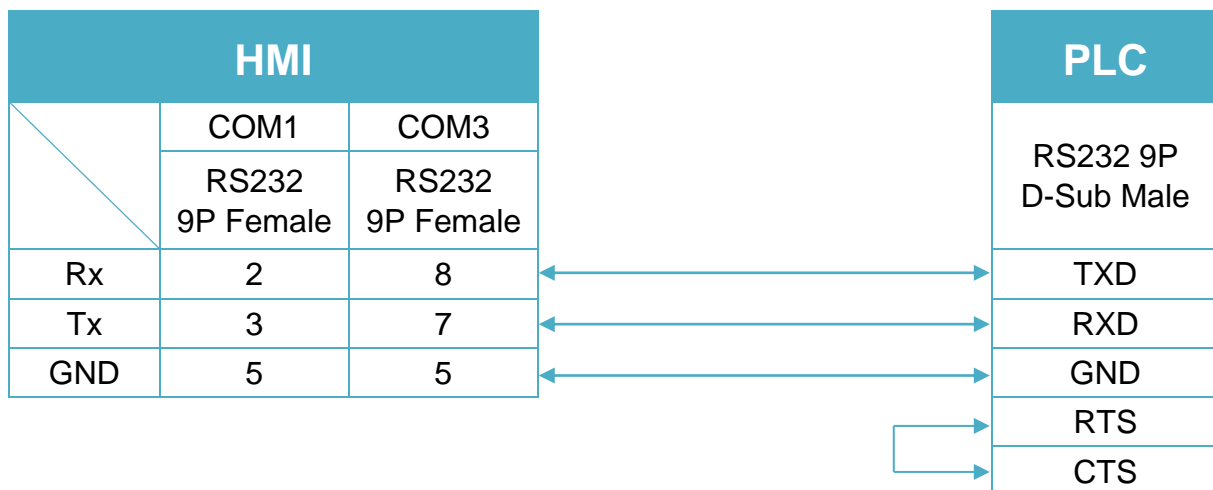 HMI
PLC
COM1
COM3
RS232
9P Female
RS232
9P Female
RS232 9P
D-Sub Male
Rx 2 8 TXD
Tx 3 7 RXD
GND 5 5 GND
RTS
CTS